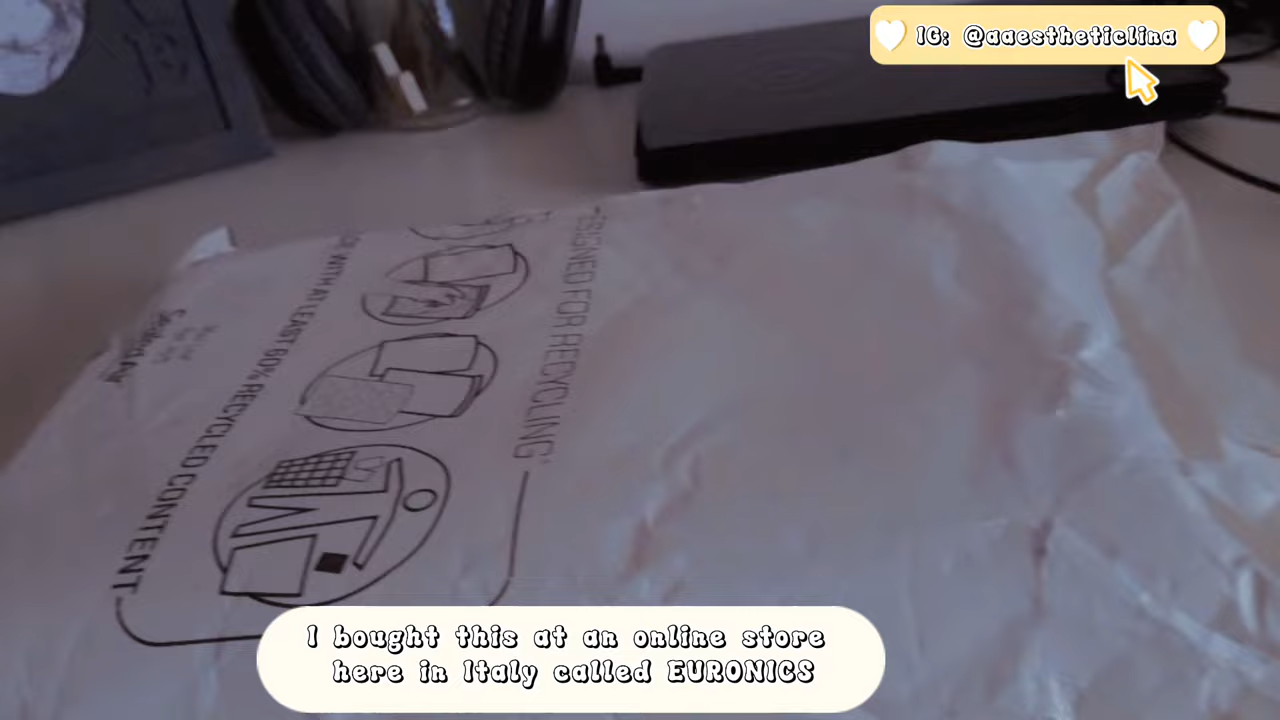 IG: @aaestheticlina
WITH AT LEAST 60% RECYCLED CONTENT
DESIGNED FOR RECYCLING
I bought this at an online store
here in Italy called EURONICS